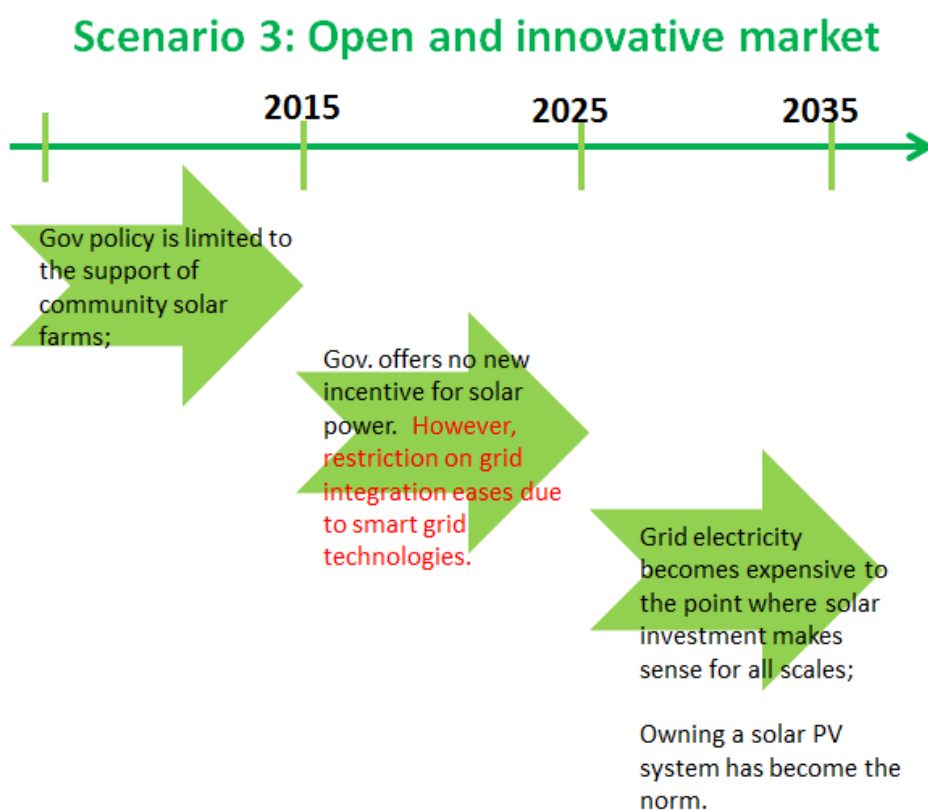 Scenario 3: Open and innovative market
2015
2025
2035
Gov policy is limited to
the support of
community solar
farms;
Gov. offers no new
incentive for solar
power. However,
restriction on grid
integration eases due
to smart grid
technologies.
Grid electricity
becomes expensive to
the point where solar
investment makes
sense for all scales;
Owning a solar PV
system has become the
norm.